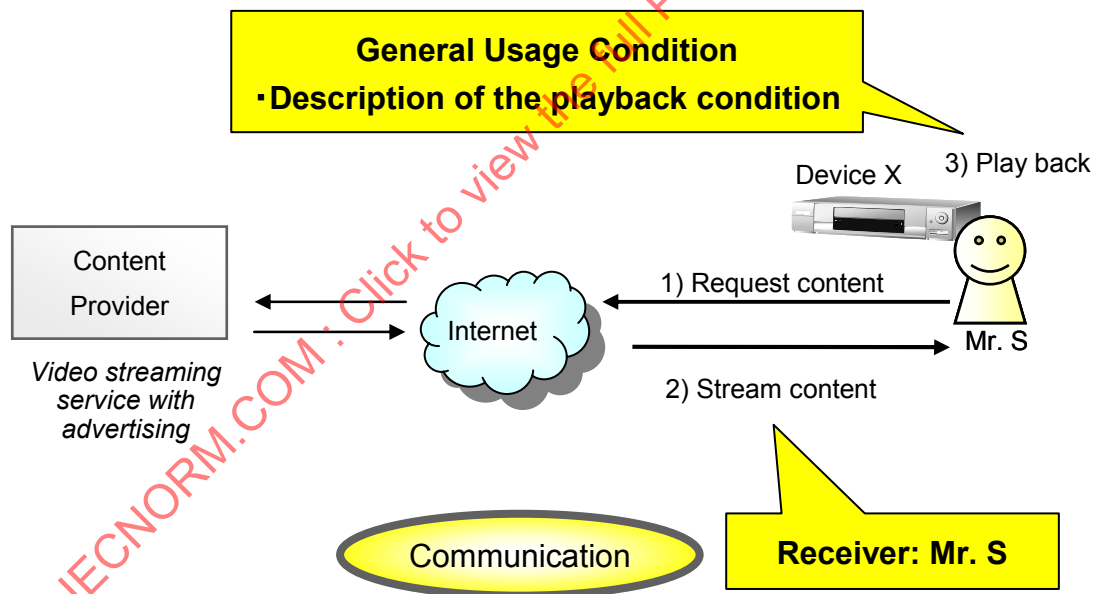 General Usage Condition
・Description of the playback condition
3) Play back
Device X
Content
Provider
1) Request content
Internet
Mr. S
Video streaming
service with
advertising
2) Stream content
Communication
Receiver: Mr. S
IECNORM.COM : Click to view the full